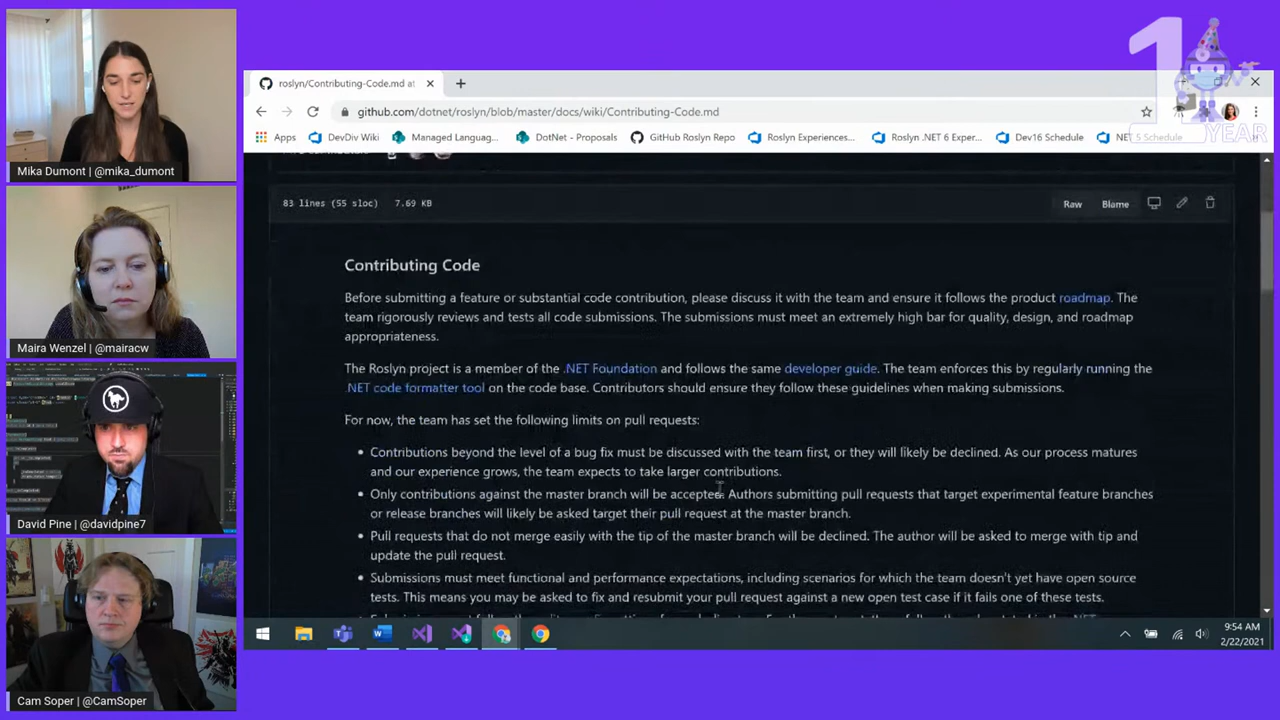 Mika Dumont | @mika_dumont
Maira Wenzel | @mairacw
David Pine | @davidpine7
Cam Soper | @CamSoper
1
YEAR
roslyn/Contributing-Code.md at
github.com/dotnet/roslyn/blob/master/docs/wiki/Contributing-Code.md
Apps DevDiv Wiki Managed Languag... DotNet - Proposals GitHub Roslyn Repo Roslyn Experiences... Roslyn .NET 6 Exper... Dev16 Schedule NET 5 Schedule
83 lines (55 sloc) 7.69 KB Raw Blame
Contributing Code
Before submitting a feature or substantial code contribution, please discuss it with the team and ensure it follows the product roadmap. The
team rigorously reviews and tests all code submissions. The submissions must meet an extremely high bar for quality, design, and roadmap
appropriateness.
The Roslyn project is a member of the .NET Foundation and follows the same developer guide. The team enforces this by regularly running the
.NET code formatter tool on the code base. Contributors should ensure they follow these guidelines when making submissions.
For now, the team has set the following limits on pull requests:
• Contributions beyond the level of a bug fix must be discussed with the team first, or they will likely be declined. As our process matures
and our experience grows, the team expects to take larger contributions.
• Only contributions against the master branch will be accepted. Authors submitting pull requests that target experimental feature branches
or release branches will likely be asked target their pull request at the master branch.
• Pull requests that do not merge easily with the tip of the master branch will be declined. The author will be asked to merge with tip and
update the pull request.
• Submissions must meet functional and performance expectations, including scenarios for which the team doesn't yet have open source
tests. This means you may be asked to fix and resubmit your pull request against a new open test case if it fails one of these tests.
9:54 AM
2/22/2021